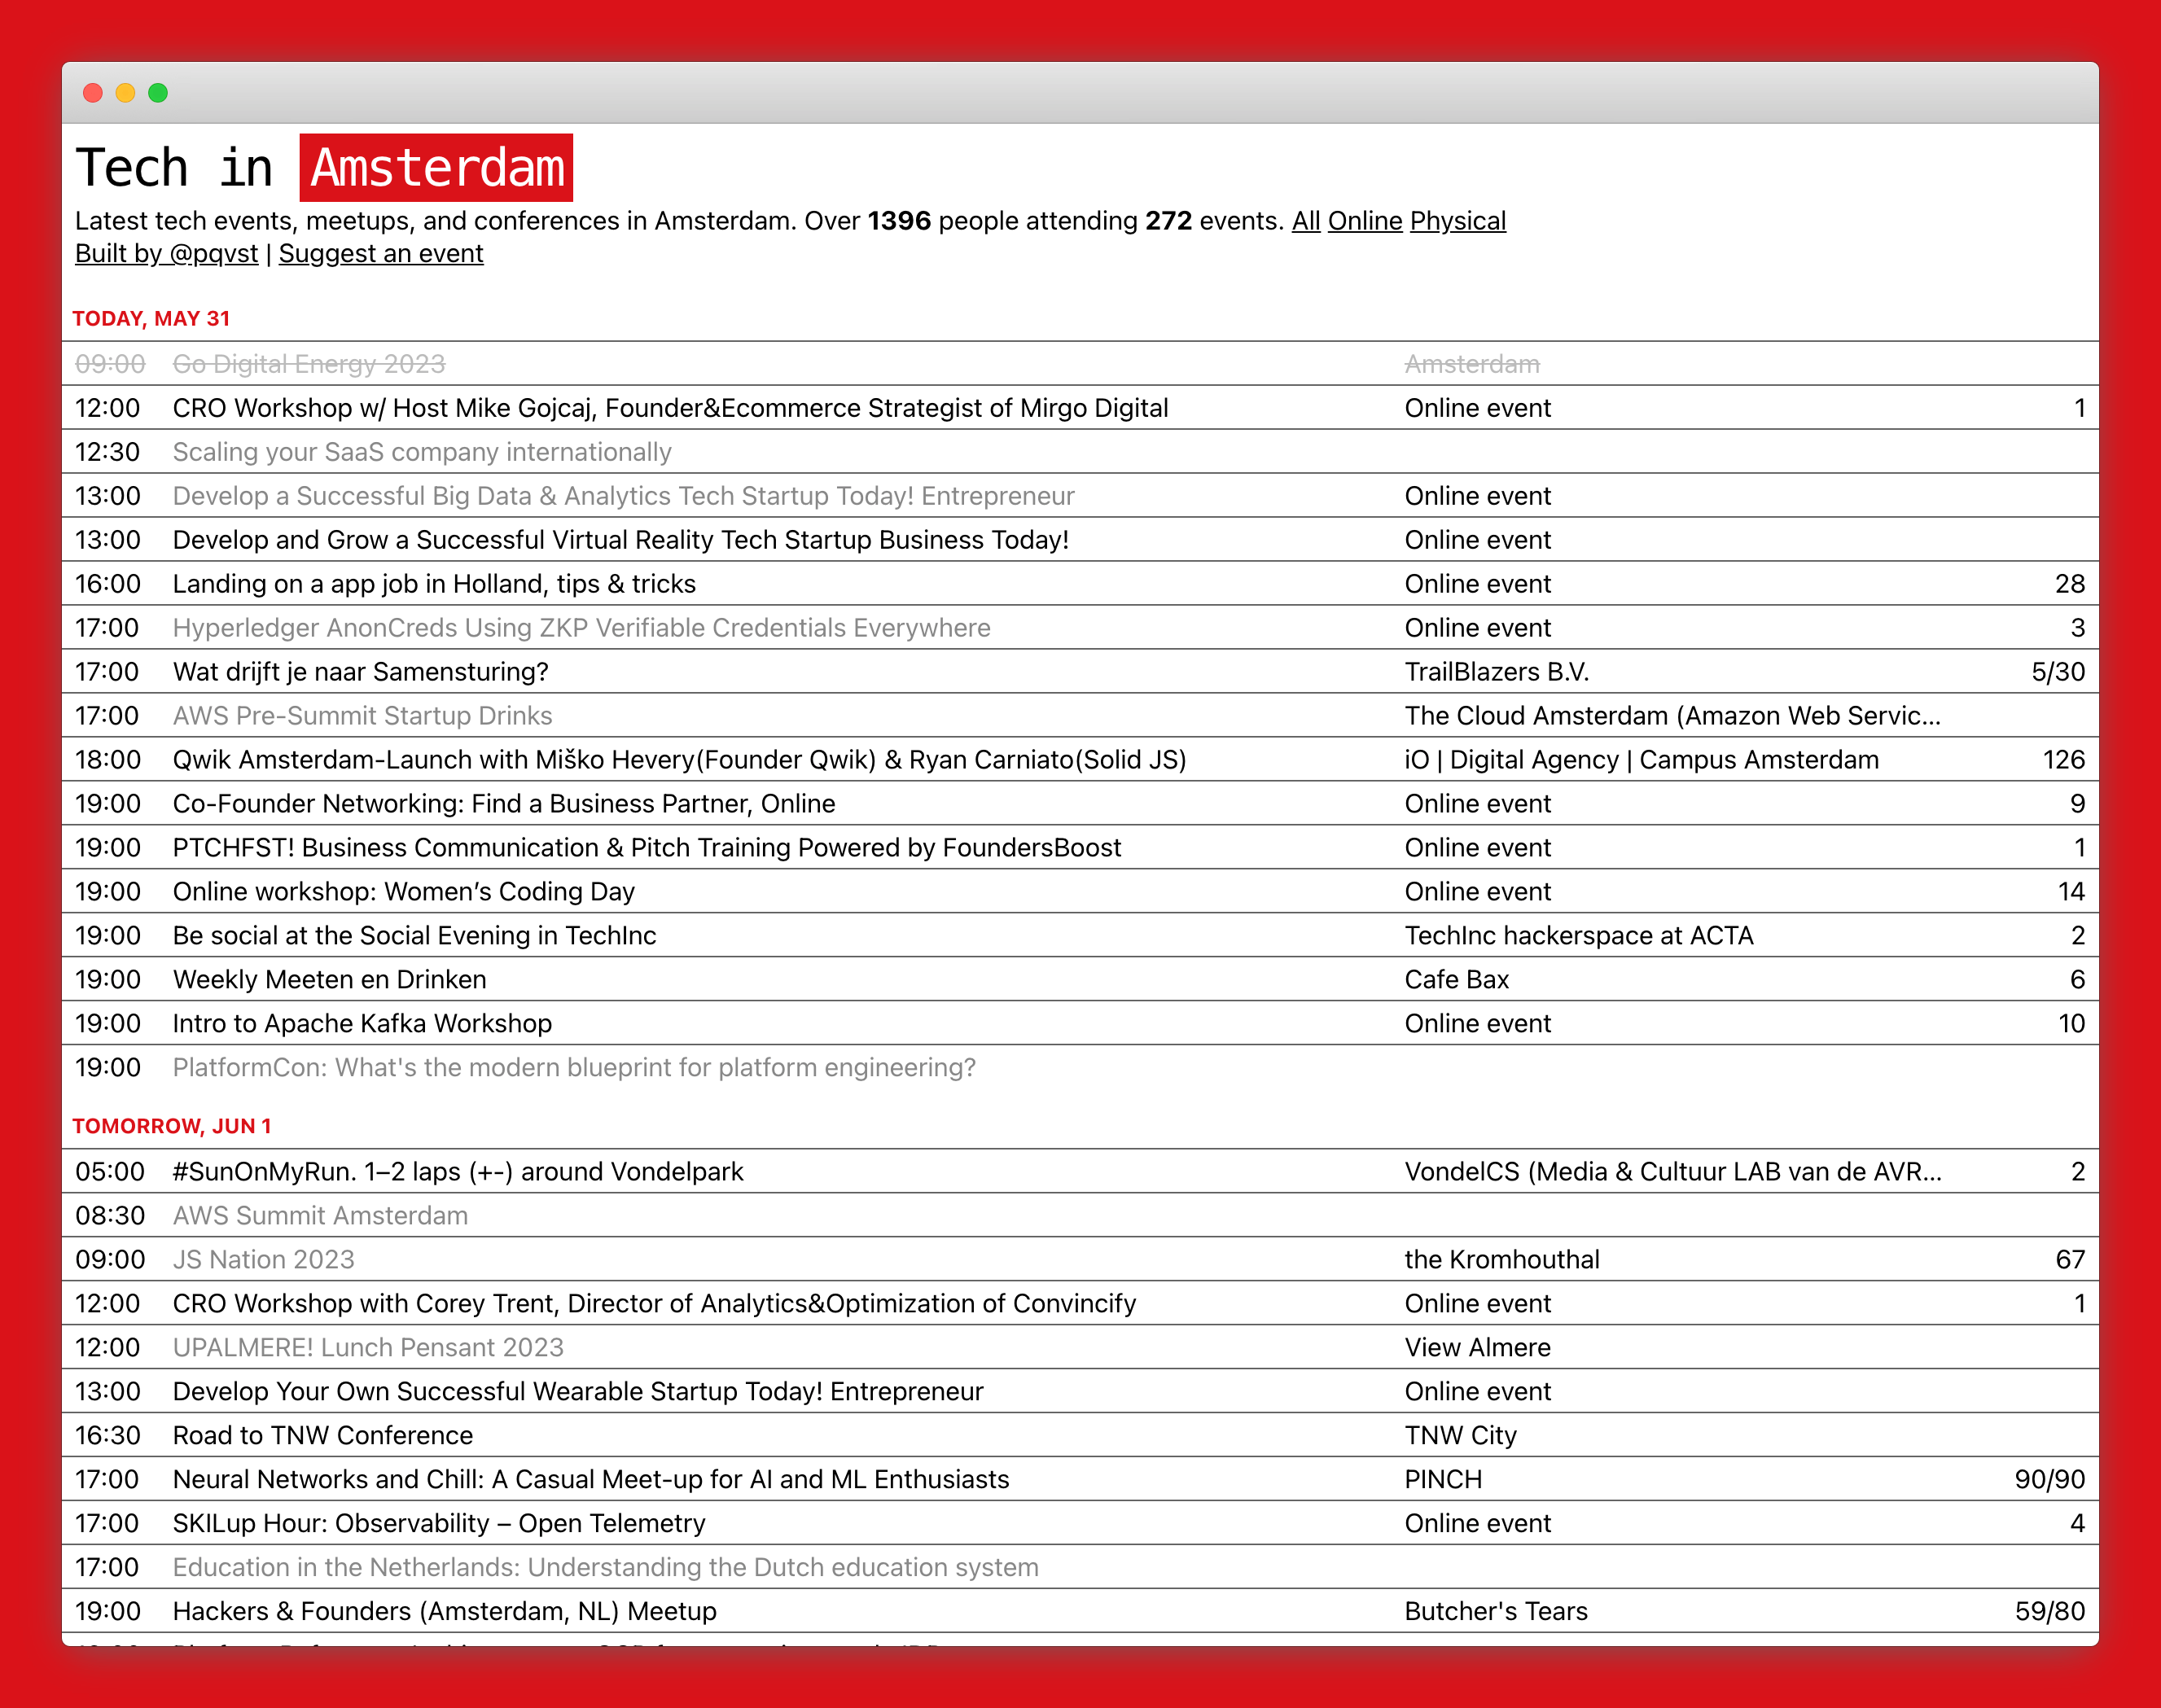 Tech in Amsterdam
Latest tech events, meetups, and conferences in Amsterdam. Over 1396 people attending 272 events. All Online Physical
Built by @pqvst | Suggest an event
TODAY, MAY 31
09:00 Go Digital Energy 2023 Amsterdam
12:00 CRO Workshop w/ Host Mike Gojcaj, Founder&Ecommerce Strategist of Mirgo Digital Online event 1
12:30 Scaling your SaaS company internationally
13:00 Develop a Successful Big Data & Analytics Tech Startup Today! Entrepreneur Online event
13:00 Develop and Grow a Successful Virtual Reality Tech Startup Business Today! Online event
16:00 Landing on a app job in Holland, tips & tricks Online event 28
17:00 Hyperledger AnonCreds Using ZKP Verifiable Credentials Everywhere Online event 3
17:00 Wat drijft je naar Samensturing? TrailBlazers B.V. 5/30
17:00 AWS Pre-Summit Startup Drinks The Cloud Amsterdam (Amazon Web Servic...
18:00 Qwik Amsterdam-Launch with Miško Hevery(Founder Qwik) & Ryan Carniato(Solid JS) iO | Digital Agency | Campus Amsterdam 126
19:00 Co-Founder Networking: Find a Business Partner, Online Online event 9
19:00 PTCHFST! Business Communication & Pitch Training Powered by FoundersBoost Online event 1
19:00 Online workshop: Women’s Coding Day Online event 14
19:00 Be social at the Social Evening in TechInc TechInc hackerspace at ACTA 2
19:00 Weekly Meeten en Drinken Cafe Bax 6
19:00 Intro to Apache Kafka Workshop Online event 10
19:00 PlatformCon: What's the modern blueprint for platform engineering?
TOMORROW, JUN 1
05:00 #SunOnMyRun. 1–2 laps (+-) around Vondelpark VondelCS (Media & Cultuur LAB van de AVR... 2
08:30 AWS Summit Amsterdam
09:00 JS Nation 2023 the Kromhouthal 67
12:00 CRO Workshop with Corey Trent, Director of Analytics&Optimization of Convincify Online event 1
12:00 UPALMERE! Lunch Pensant 2023 View Almere
13:00 Develop Your Own Successful Wearable Startup Today! Entrepreneur Online event
16:30 Road to TNW Conference TNW City
17:00 Neural Networks and Chill: A Casual Meet-up for AI and ML Enthusiasts PINCH 90/90
17:00 SKILup Hour: Observability – Open Telemetry Online event 4
17:00 Education in the Netherlands: Understanding the Dutch education system
19:00 Hackers & Founders (Amsterdam, NL) Meetup Butcher's Tears 59/80